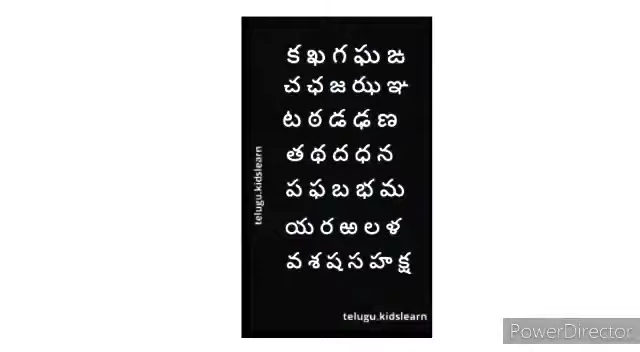 క ఖ గ ఘ ఙ
చ ఛ జ ఝ ఞ
ట ఠ డ ఢ ణ
త థ ద ధ న
ప ఫ బ భ మ
య ర ఱ ల ళ
వ శ ష స హ క్ష
telugu.kidslearn
telugu.kidslearn
PowerDirector